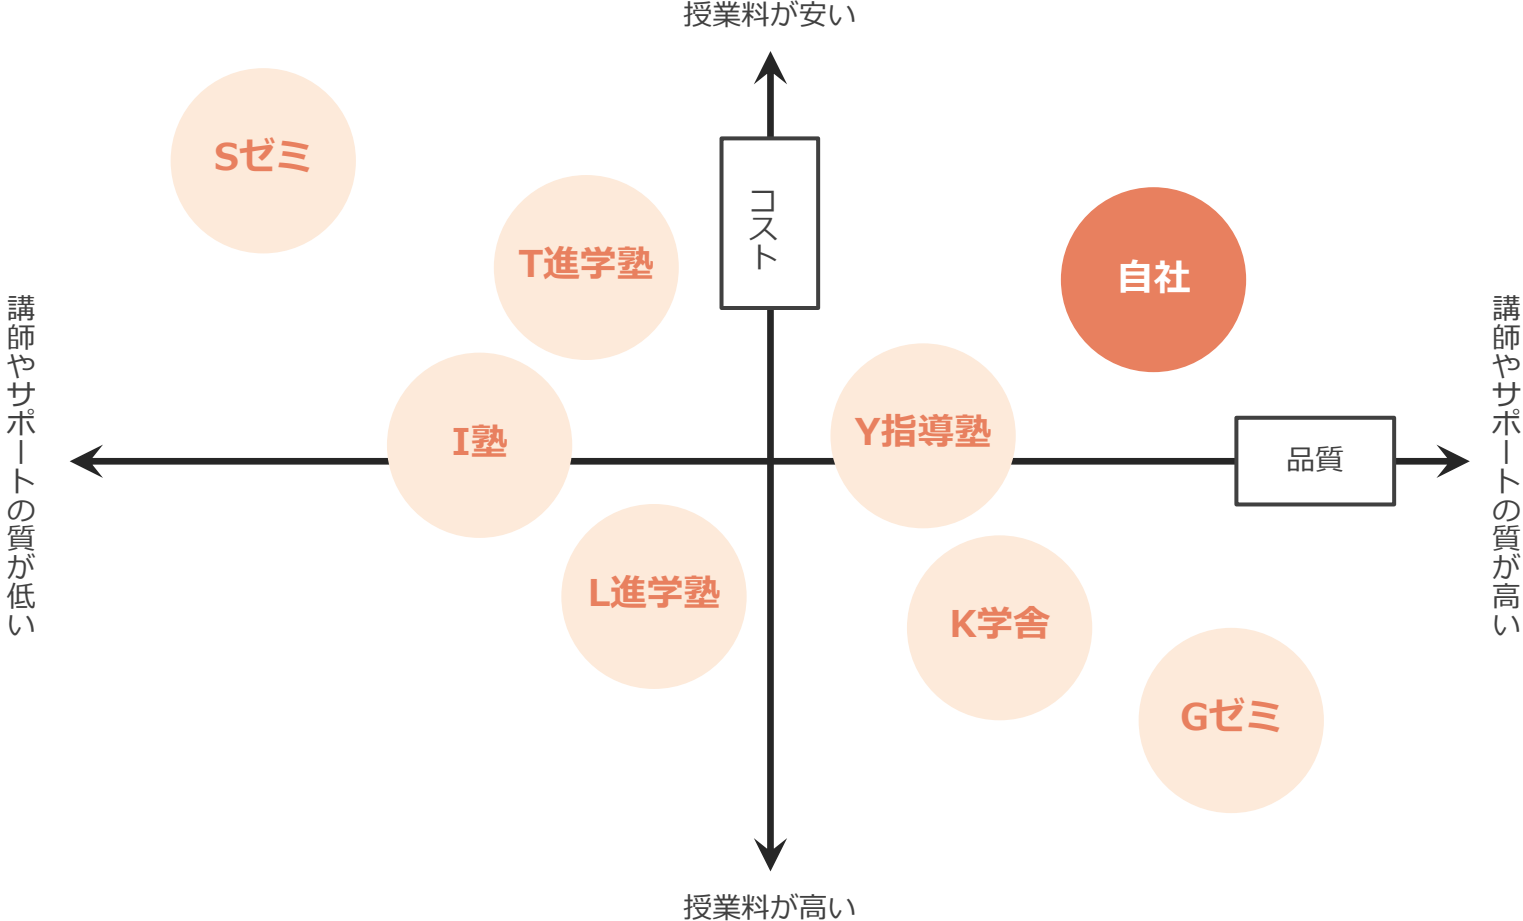 授業料が安い
Sゼミ
コスト
T進学塾
自社
講師やサポートの質が低い
講師やサポートの質が高い
I塾
Y指導塾
品質
L進学塾
K学舎
Gゼミ
授業料が高い